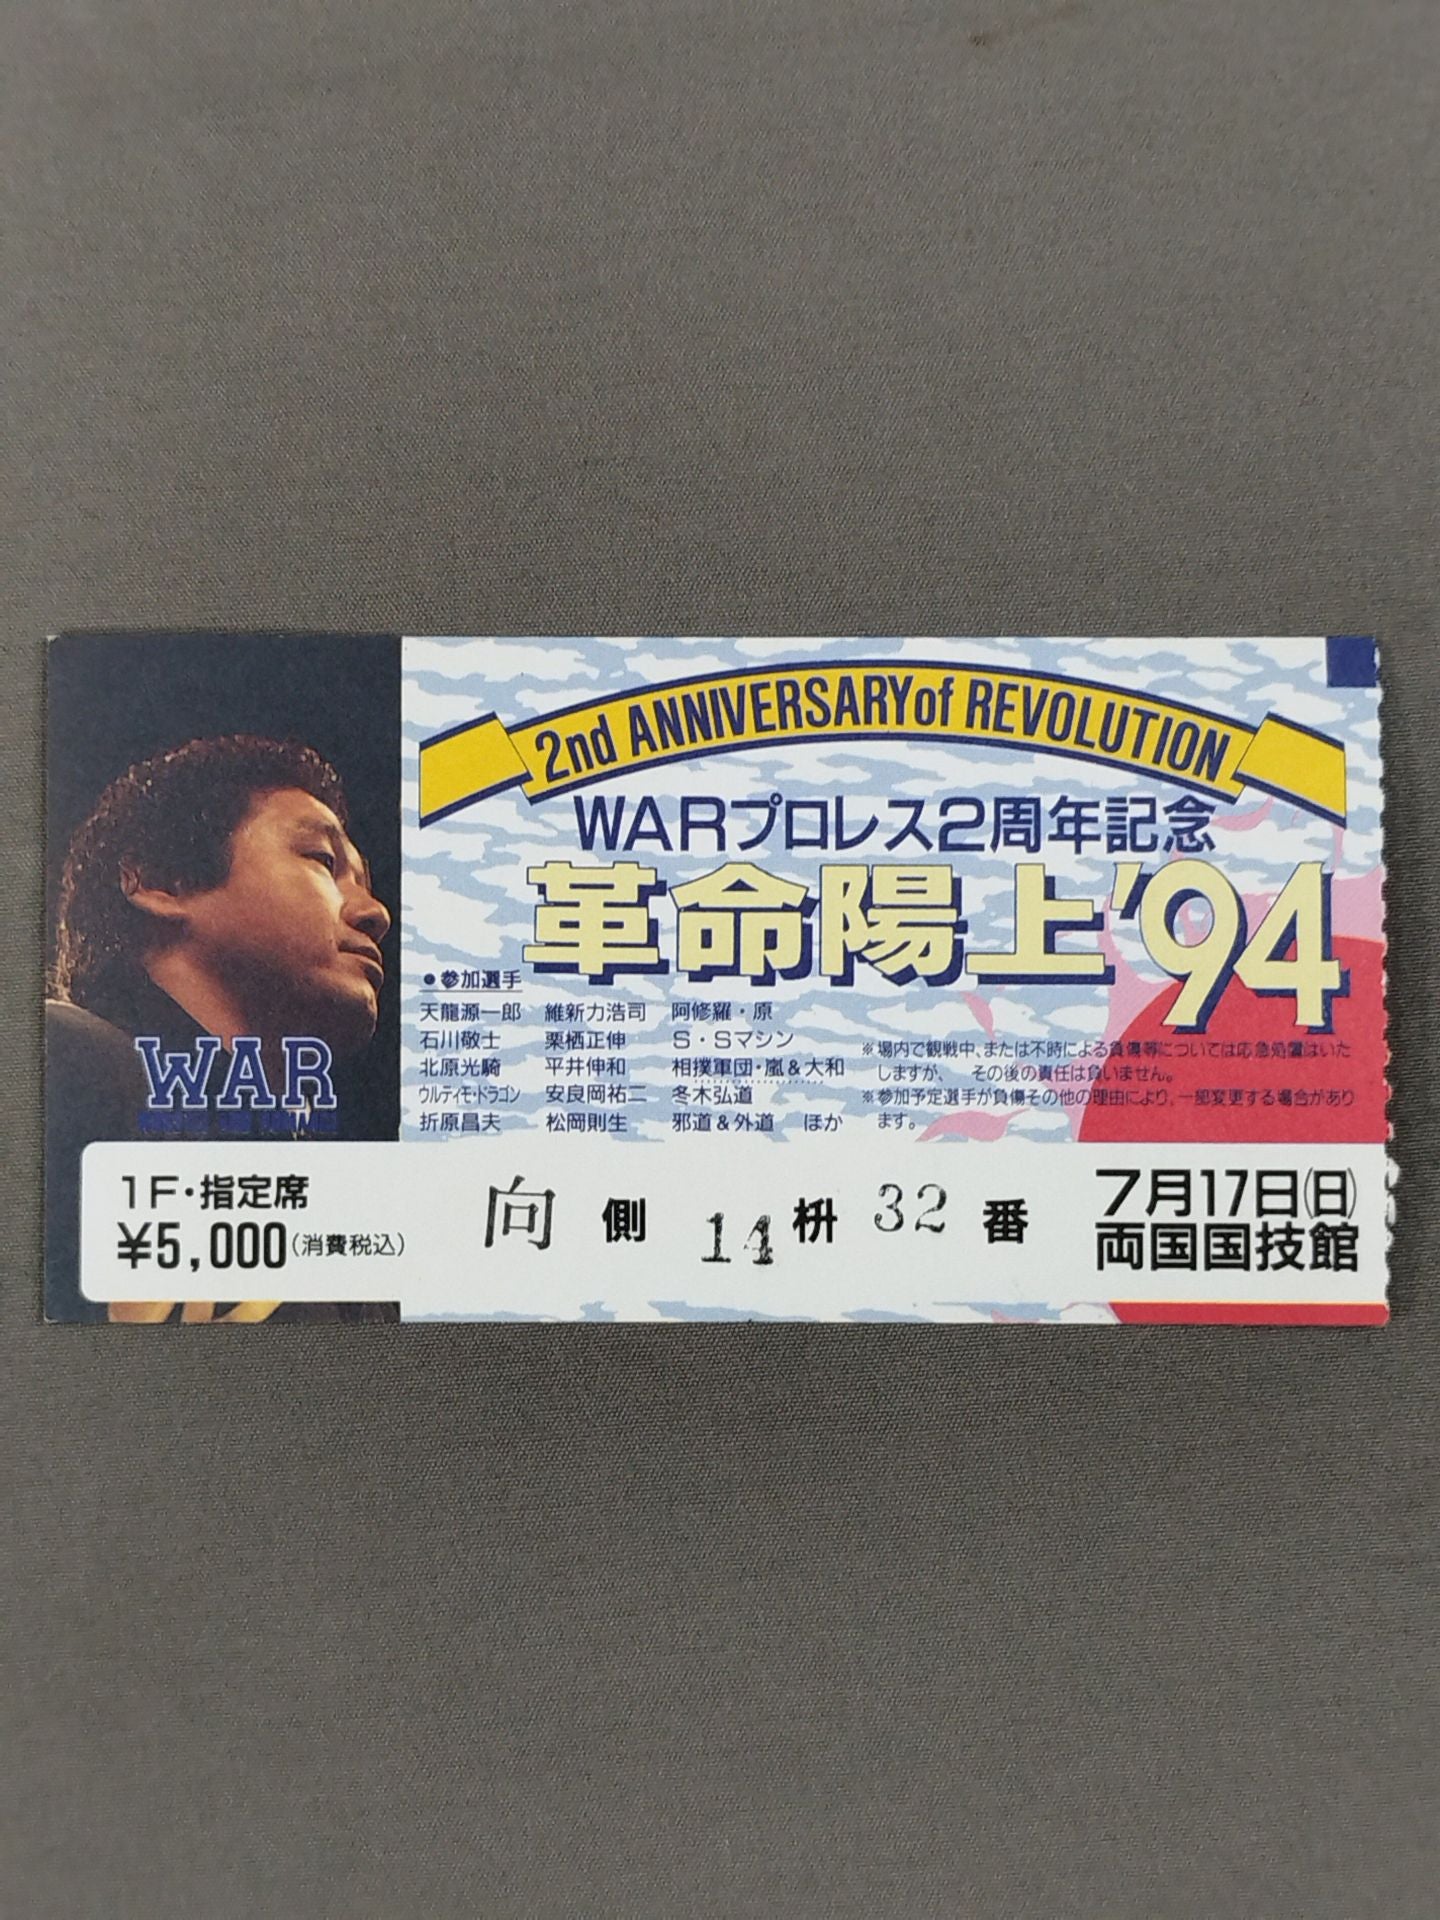 2nd ANNIVERSARY of REVOLUTION
WARプロレス2周年記念
革命陽上'94
●参加選手
天龍源一郎 維新力浩司 阿修羅・原
石川敬士 栗栖正伸 S・Sマシン
北原光騎 平井伸和 相撲軍団・嵐&大和
ウルティモ・ドラゴン 安良岡祐二 冬木弘道
折原昌夫 松岡則生 邪道&外道 ほか
※場内で観戦中、または不時による負傷等については応急処置はいた
しますが、 その後の責任は負いません。
※参加予定選手が負傷その他の理由により、一部変更する場合があり
ます。
WAR
1F・指定席
¥5,000(消費税込)
向 側 14 枡 32 番
7月17日(日)
両国国技館